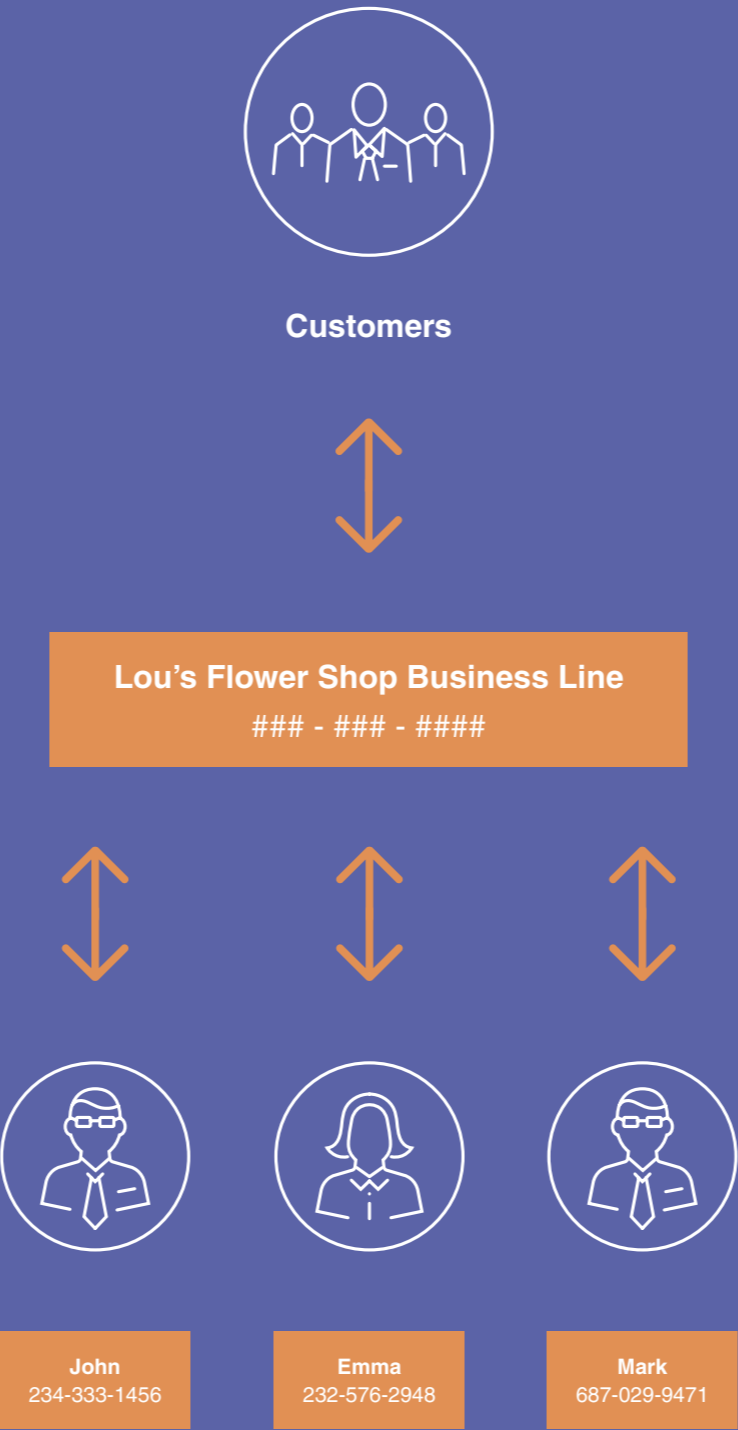 Customers
Lou’s Flower Shop Business Line
### - ### - ####
John
234-333-1456
Emma
232-576-2948
Mark
687-029-9471